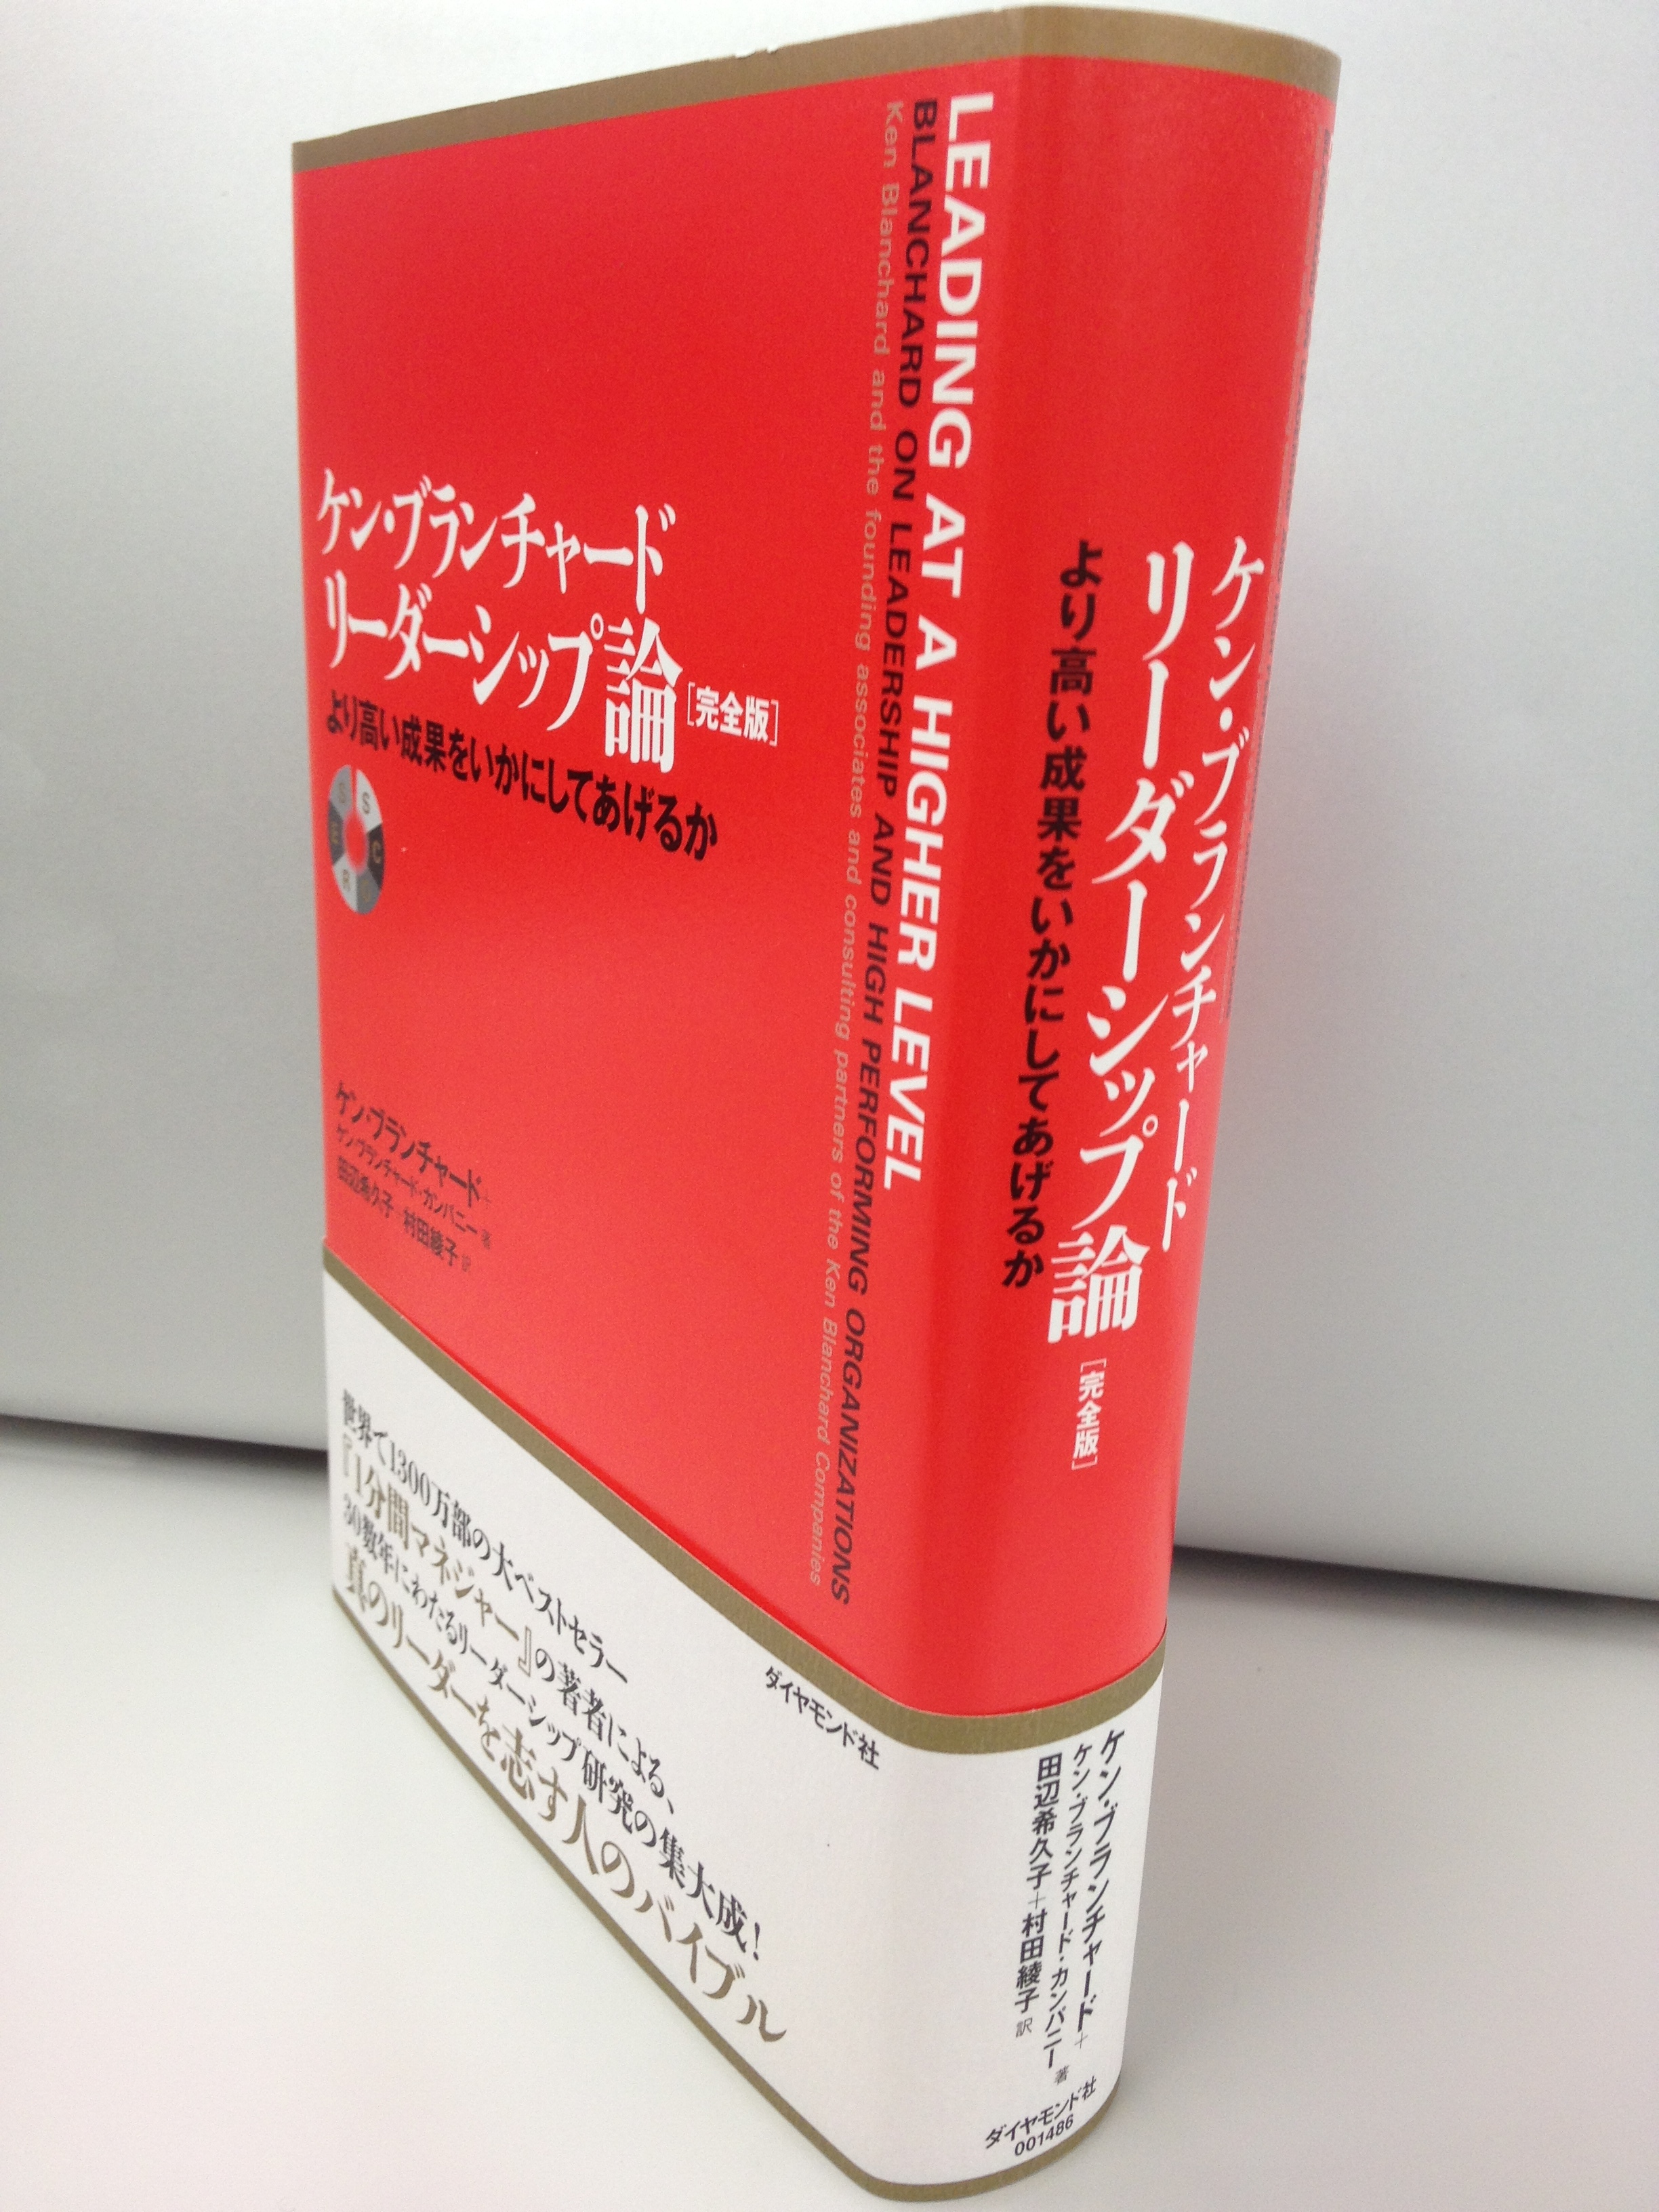 ケン・ブランチャード
リーダーシップ論[完全版]
より高い成果をいかにしてあげるか
S
C
R
E
S
ケン・ブランチャード+
ケン・ブランチャード・カンパニー 著
田辺希久子+村田綾子 訳
LEADING AT A HIGHER LEVEL
BLANCHARD ON LEADERSHIP AND HIGH PERFORMING ORGANIZATIONS
Ken Blanchard and the founding associates and consulting partners of the Ken Blanchard Companies
世界で1300万部の大ベストセラー
『1分間マネジャー』の著者による、
30数年にわたるリーダーシップ研究の集大成!
真のリーダーを志す人のバイブル
ダイヤモンド社
ケン・ブランチャード
リーダーシップ論[完全版]
より高い成果をいかにしてあげるか
ケン・ブランチャード+
ケン・ブランチャード・カンパニー 著
田辺希久子+村田綾子 訳
ダイヤモンド社
001486